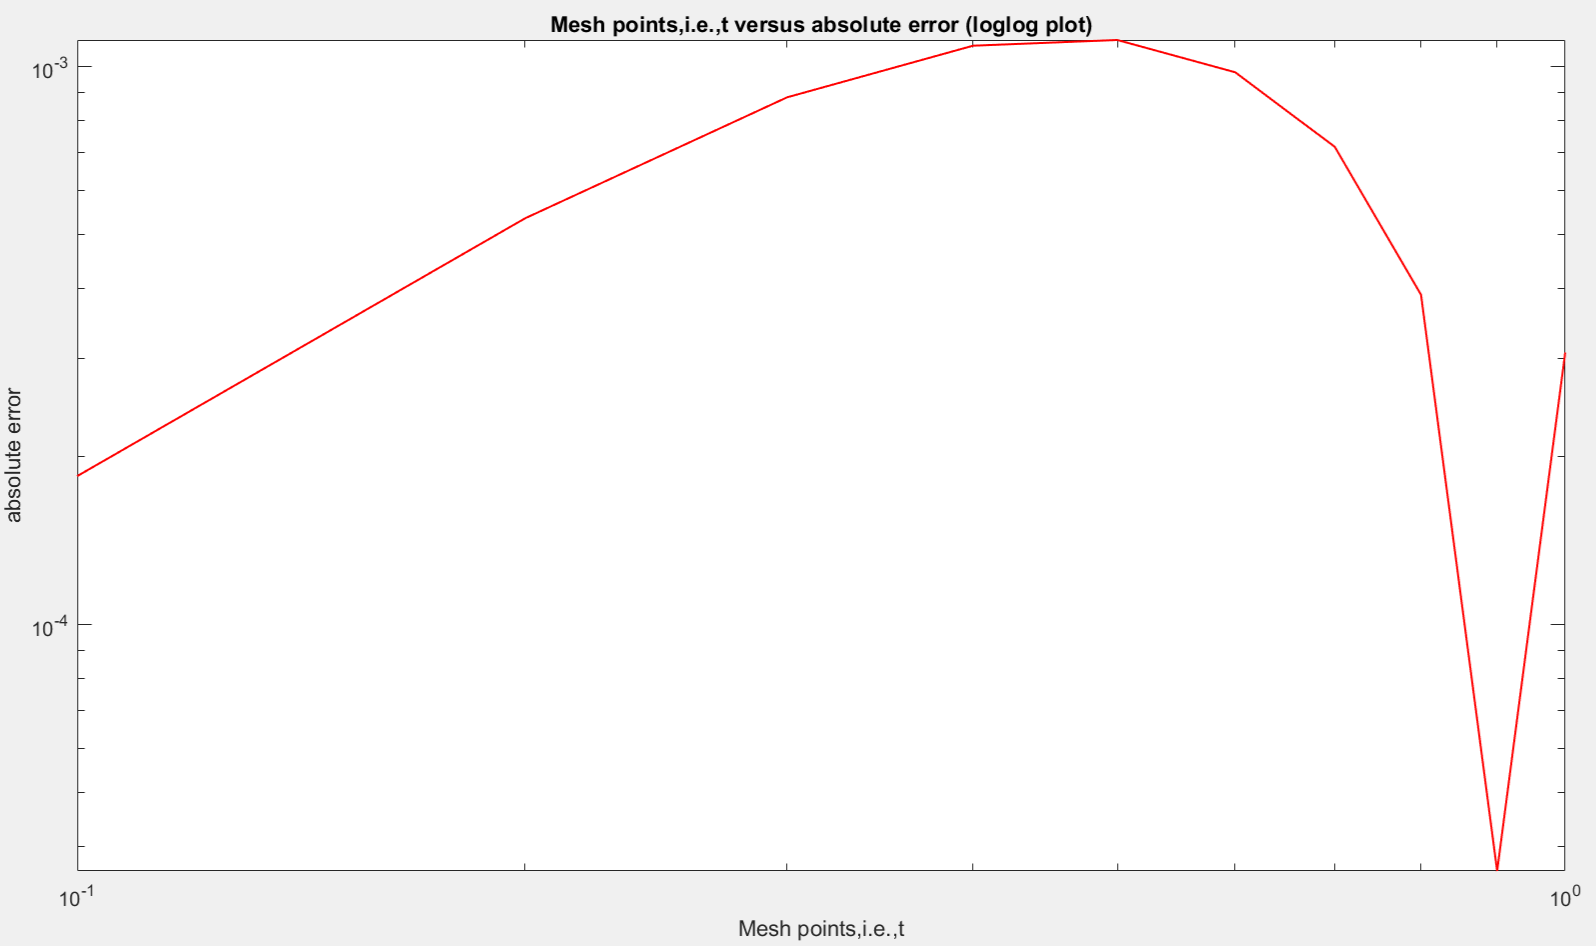 Mesh points,i.e.,t versus absolute error (loglog plot)
10^-3
10^-4
absolute error
10^-1
10^0
Mesh points,i.e.,t